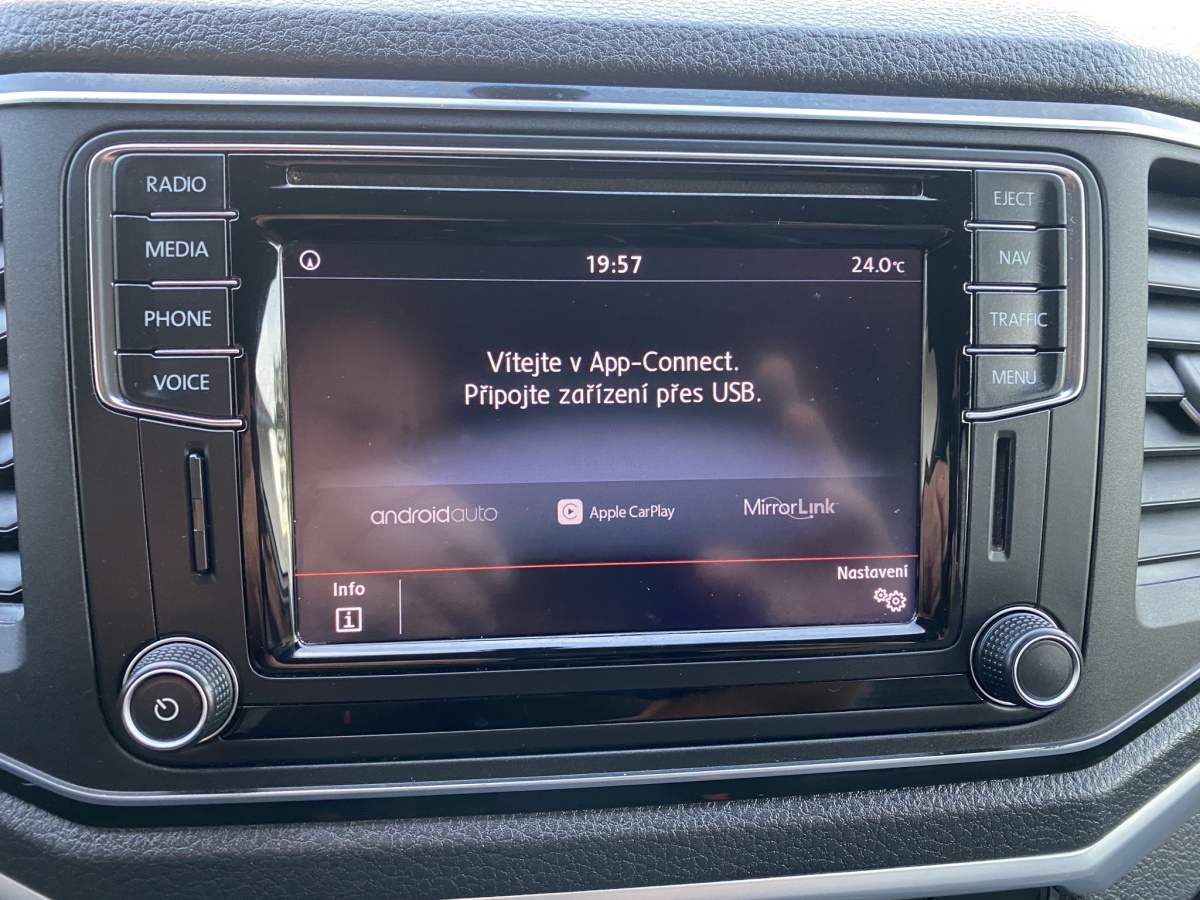 RADIO
MEDIA
PHONE
VOICE
EJECT
NAV
TRAFFIC
MENU
19:57
24.0°C
Vítejte v App-Connect.
Připojte zařízení přes USB.
androidauto
Apple CarPlay
MirrorLink
Info
i
Nastavení